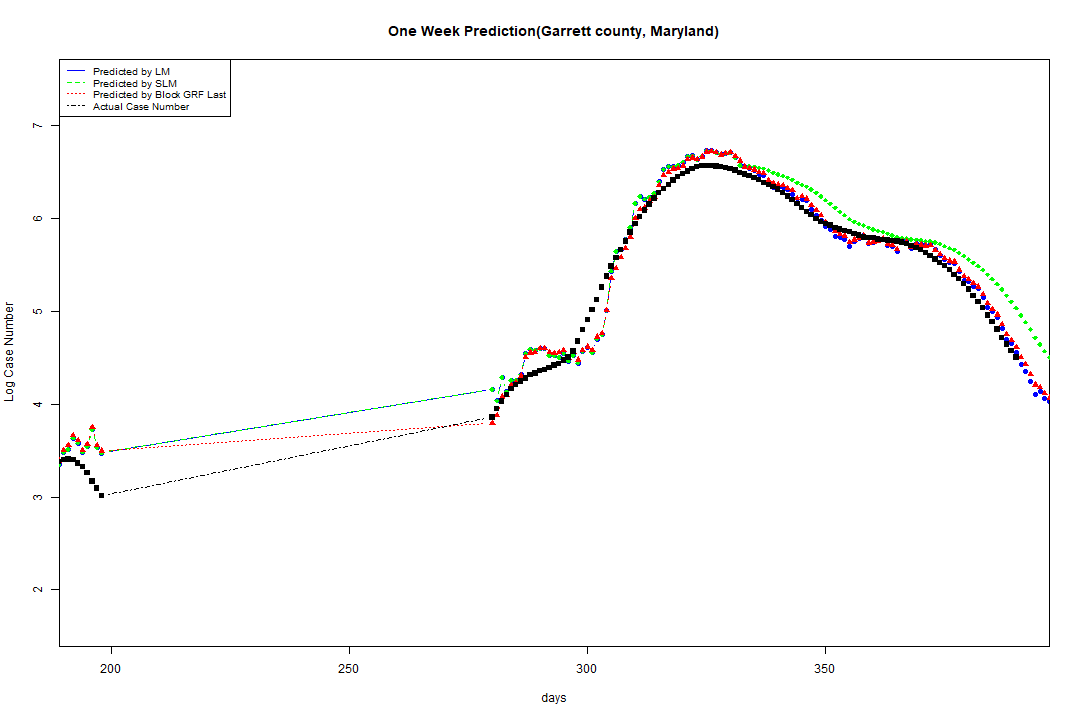 One Week Prediction(Garrett county, Maryland)
Predicted by LM
Predicted by SLM
Predicted by Block GRF Last
Actual Case Number
Log Case Number
7
6
5
4
3
2
200 250 300 350
days